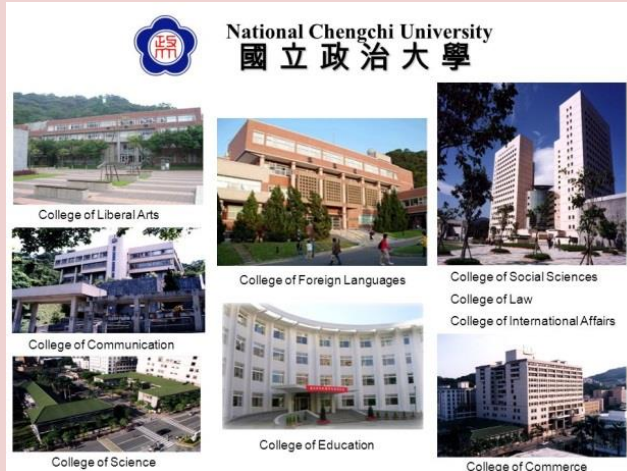 National Chengchi University
國立政治大學
College of Liberal Arts
College of Foreign Languages
College of Social Sciences
College of Law
College of International Affairs
College of Communication
College of Education
College of Science
College of Commerce